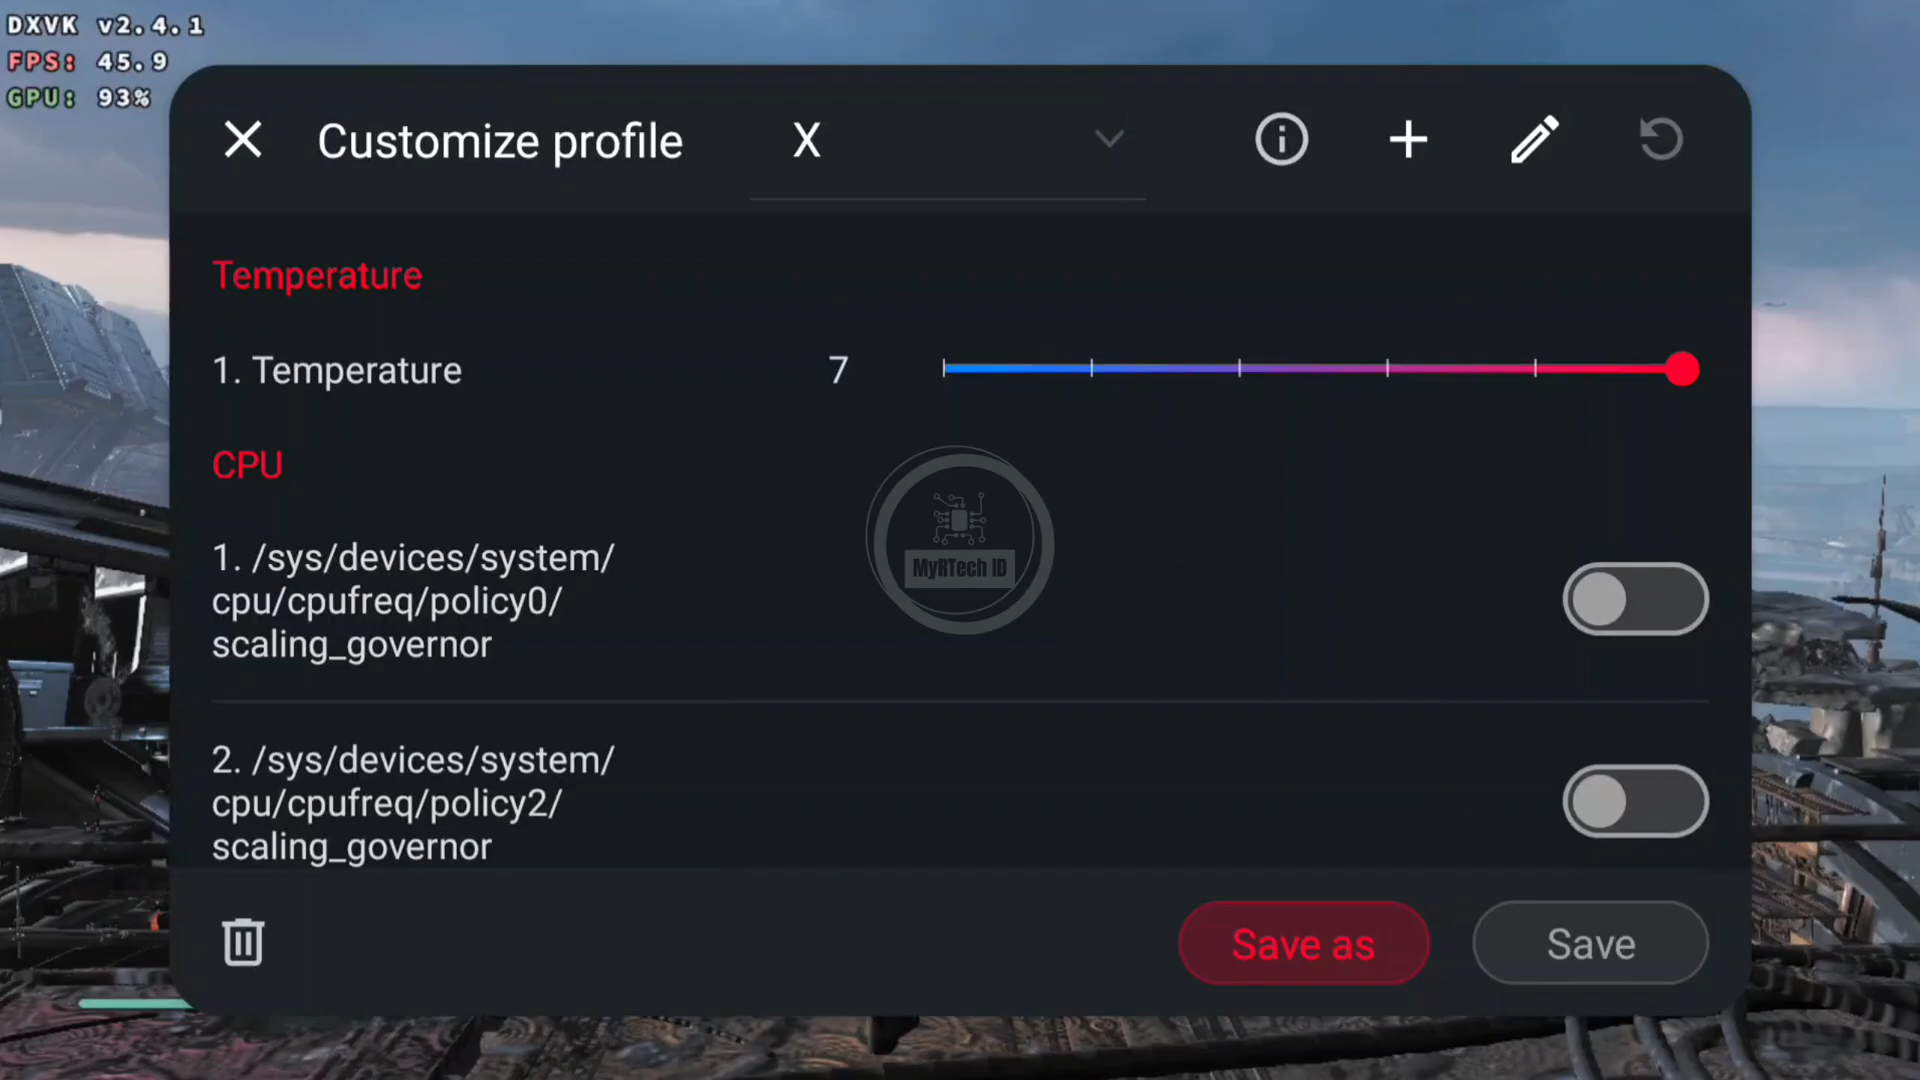 DXVK v2.4.1
FPS: 45.9
GPU: 93%
Customize profile
X
Temperature
1. Temperature
7
CPU
1. /sys/devices/system/
cpu/cpufreq/policy0/
scaling_governor
MyRTech ID
2. /sys/devices/system/
cpu/cpufreq/policy2/
scaling_governor
Save as
Save